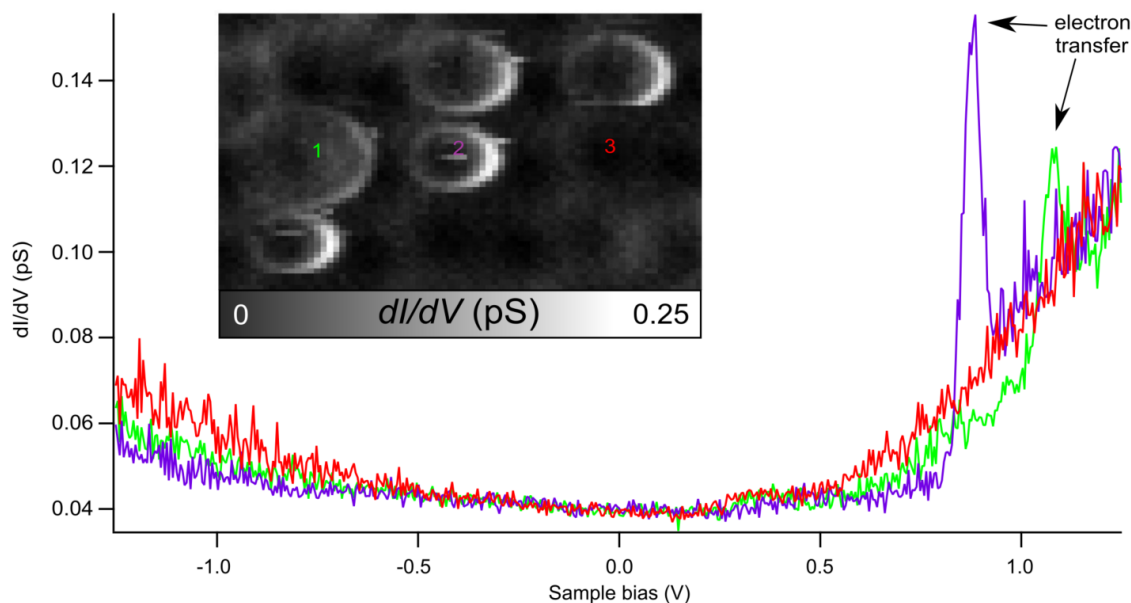 electron
transfer
0.14
0.12
0.10
0.08
0.06
0.04
dI/dV (pS)
1
2
3
0 dI/dV (pS) 0.25
-1.0 -0.5 0.0 0.5 1.0
Sample bias (V)